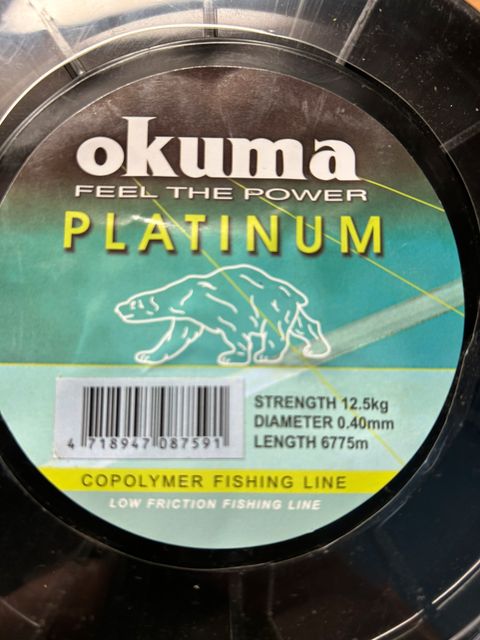 okuma
FEEL THE POWER
PLATINUM
STRENGTH 12.5kg
DIAMETER 0.40mm
LENGTH 6775m
4 718947 087591
COPOLYMER FISHING LINE
LOW FRICTION FISHING LINE